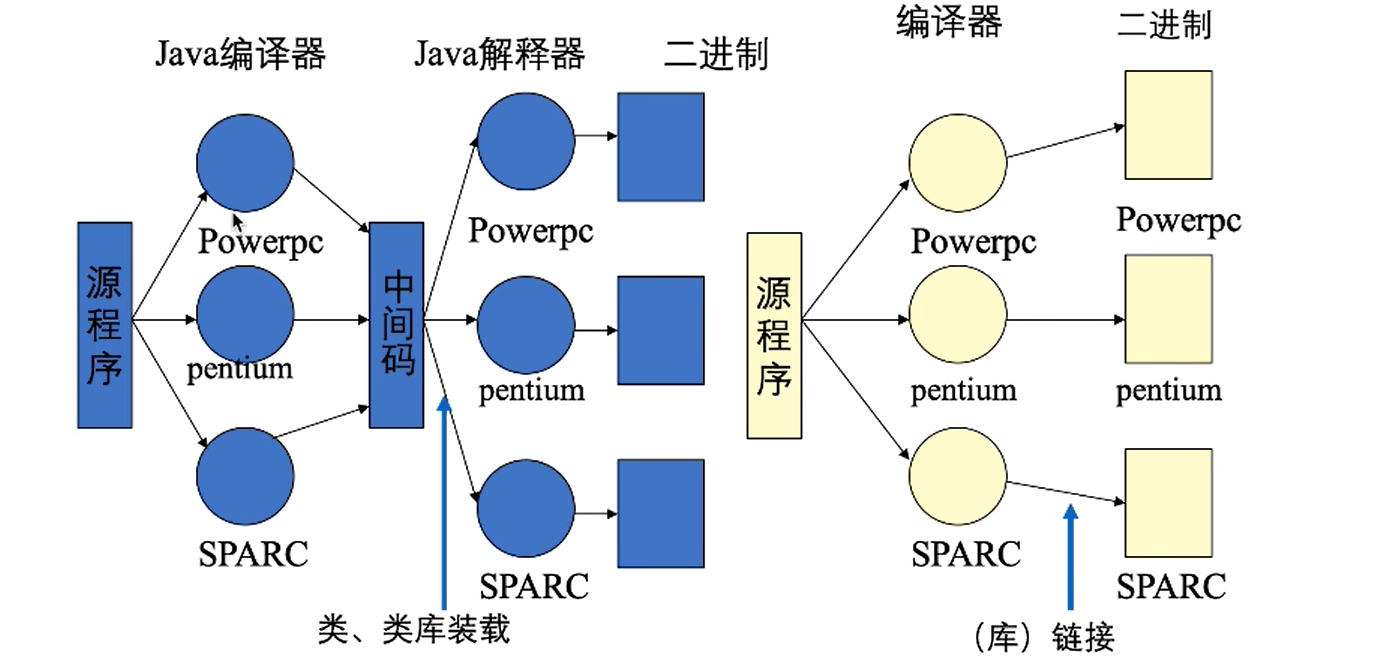 Java编译器
Java解释器
二进制
编译器
二进制
源程序
Powerpc
pentium
SPARC
中间码
Powerpc
pentium
SPARC
类、类库装载
源程序
Powerpc
pentium
SPARC
Powerpc
pentium
SPARC
（库）链接